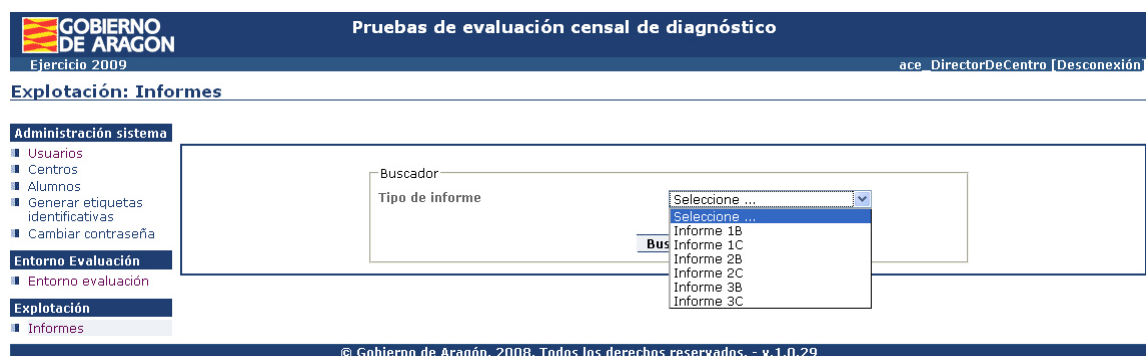 GOBIERNO
DE ARAGON
Pruebas de evaluación censal de diagnóstico
Ejercicio 2009
ace_DirectorDeCentro [Desconexión]
Explotación: Informes
Administración sistema
Usuarios
Centros
Alumnos
Generar etiquetas
identificativas
Cambiar contraseña
Entorno Evaluación
Entorno evaluación
Explotación
Informes
Buscador
Tipo de informe
Seleccione ...
Seleccione ...
Informe 1B
Informe 1C
Informe 2B
Informe 2C
Informe 3B
Informe 3C
Bus
© Gobierno de Aragón, 2008. Todos los derechos reservados. - v.1.0.29